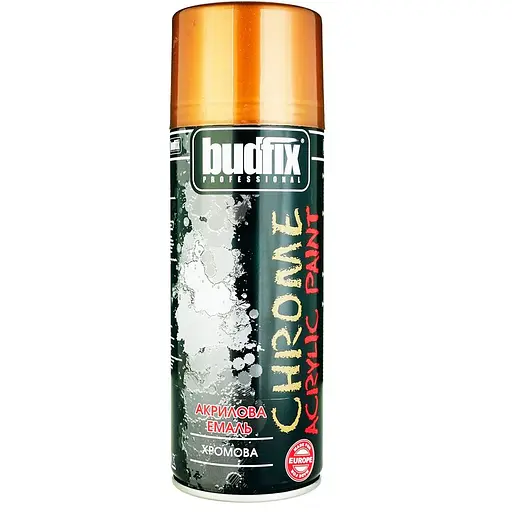 budfix
PROFESSIONAL
CHROME
ACRYLIC PAINT
АКРИЛОВА
ЕМАЛЬ
ХРОМОВА
EUROPE